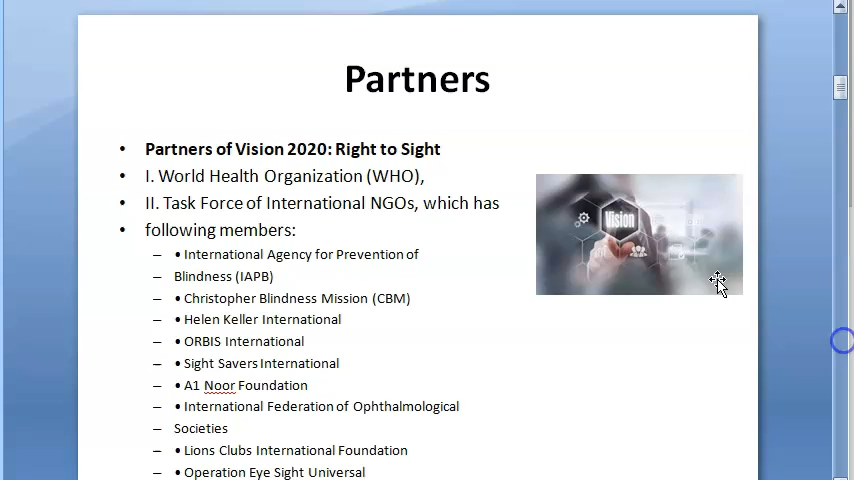 Partners
• Partners of Vision 2020: Right to Sight
• I. World Health Organization (WHO),
• II. Task Force of International NGOs, which has
• following members:
– • International Agency for Prevention of
– Blindness (IAPB)
– • Christopher Blindness Mission (CBM)
– • Helen Keller International
– • ORBIS International
– • Sight Savers International
– • A1 Noor Foundation
– • International Federation of Ophthalmological
– Societies
– • Lions Clubs International Foundation
– • Operation Eye Sight Universal
Vision